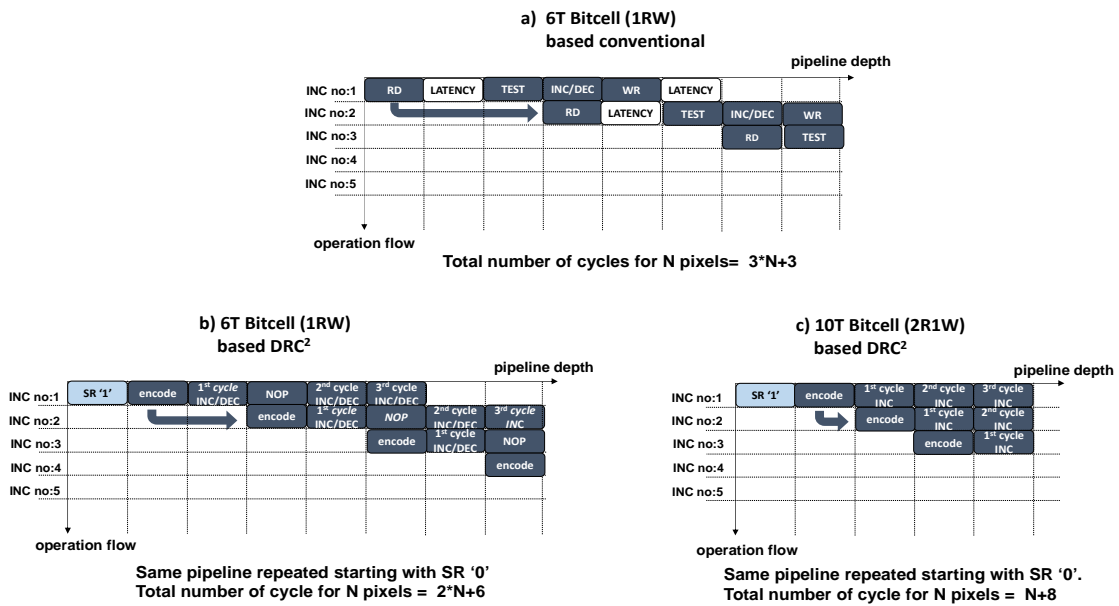 a) 6T Bitcell (1RW)
based conventional
pipeline depth
INC no:1 RD LATENCY TEST INC/DEC WR LATENCY
INC no:2 RD LATENCY TEST INC/DEC WR
INC no:3 RD TEST
INC no:4
INC no:5
operation flow
Total number of cycles for N pixels= 3*N+3
b) 6T Bitcell (1RW)
based DRC²
pipeline depth
INC no:1 SR ‘1’ encode 1st cycle INC/DEC NOP 2nd cycle INC/DEC 3rd cycle INC/DEC
INC no:2 encode 1st cycle INC/DEC NOP 2nd cycle INC/DEC 3rd cycle INC
INC no:3 encode 1st cycle INC/DEC NOP
INC no:4 encode
INC no:5
operation flow
Same pipeline repeated starting with SR ‘0’
Total number of cycle for N pixels = 2*N+6
c) 10T Bitcell (2R1W)
based DRC²
pipeline depth
INC no:1 SR ‘1’ encode 1st cycle INC 2nd cycle INC 3rd cycle INC
INC no:2 encode 1st cycle INC 2nd cycle INC
INC no:3 encode 1st cycle INC
INC no:4
INC no:5
operation flow
Same pipeline repeated starting with SR ‘0’.
Total number of cycle for N pixels = N+8